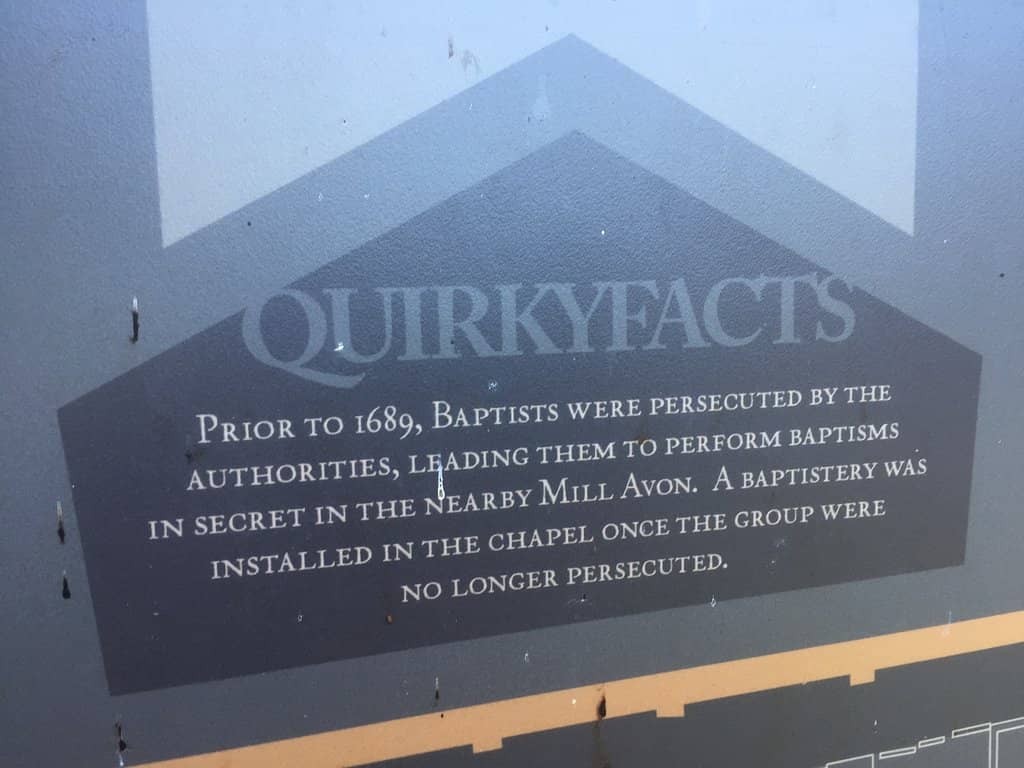 QUIRKYFACTS
PRIOR TO 1689, BAPTISTS WERE PERSECUTED BY THE
AUTHORITIES, LEADING THEM TO PERFORM BAPTISMS
IN SECRET IN THE NEARBY MILL AVON. A BAPTISTERY WAS
INSTALLED IN THE CHAPEL ONCE THE GROUP WERE
NO LONGER PERSECUTED.